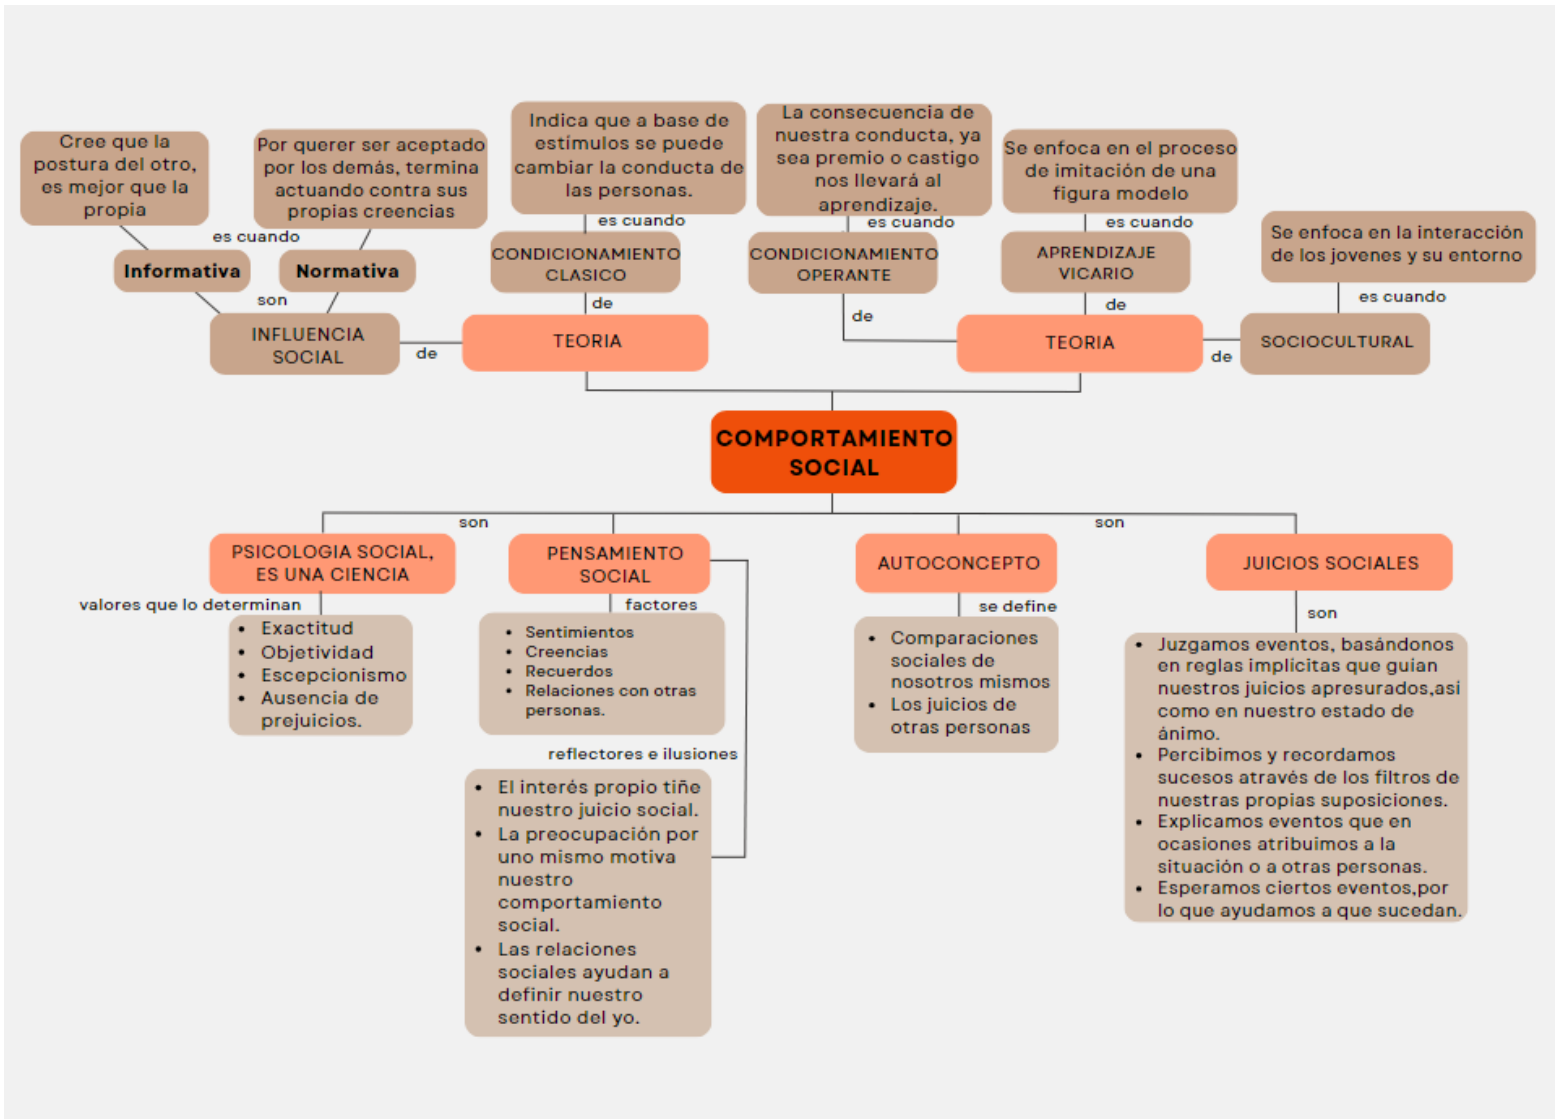 Cree que la
postura del otro,
es mejor que la
propia
Por querer ser aceptado
por los demás, termina
actuando contra sus
propias creencias
Indica que a base de
estímulos se puede
cambiar la conducta de
las personas.
La consecuencia de
nuestra conducta, ya
sea premio o castigo
nos llevará al
aprendizaje.
Se enfoca en el proceso
de imitación de una
figura modelo
Se enfoca en la interacción
de los jovenes y su entorno
es cuando
es cuando
es cuando
es cuando
es cuando
Informativa
Normativa
CONDICIONAMIENTO
CLASICO
CONDICIONAMIENTO
OPERANTE
APRENDIZAJE
VICARIO
son
de
de
de
INFLUENCIA
SOCIAL
de
TEORIA
TEORIA
de
SOCIOCULTURAL
COMPORTAMIENTO
SOCIAL
son
son
PSICOLOGIA SOCIAL,
ES UNA CIENCIA
valores que lo determinan
• Exactitud
• Objetividad
• Escepcionismo
• Ausencia de
prejuicios.
PENSAMIENTO
SOCIAL
factores
• Sentimientos
• Creencias
• Recuerdos
• Relaciones con otras
personas.
reflectores e ilusiones
• El interés propio tiñe
nuestro juicio social.
• La preocupación por
uno mismo motiva
nuestro
comportamiento
social.
• Las relaciones
sociales ayudan a
definir nuestro
sentido del yo.
AUTOCONCEPTO
se define
• Comparaciones
sociales de
nosotros mismos
• Los juicios de
otras personas
JUICIOS SOCIALES
son
• Juzgamos eventos, basándonos
en reglas implícitas que guían
nuestros juicios apresurados,así
como en nuestro estado de
ánimo.
• Percibimos y recordamos
sucesos através de los filtros de
nuestras propias suposiciones.
• Explicamos eventos que en
ocasiones atribuimos a la
situación o a otras personas.
• Esperamos ciertos eventos,por
lo que ayudamos a que sucedan.